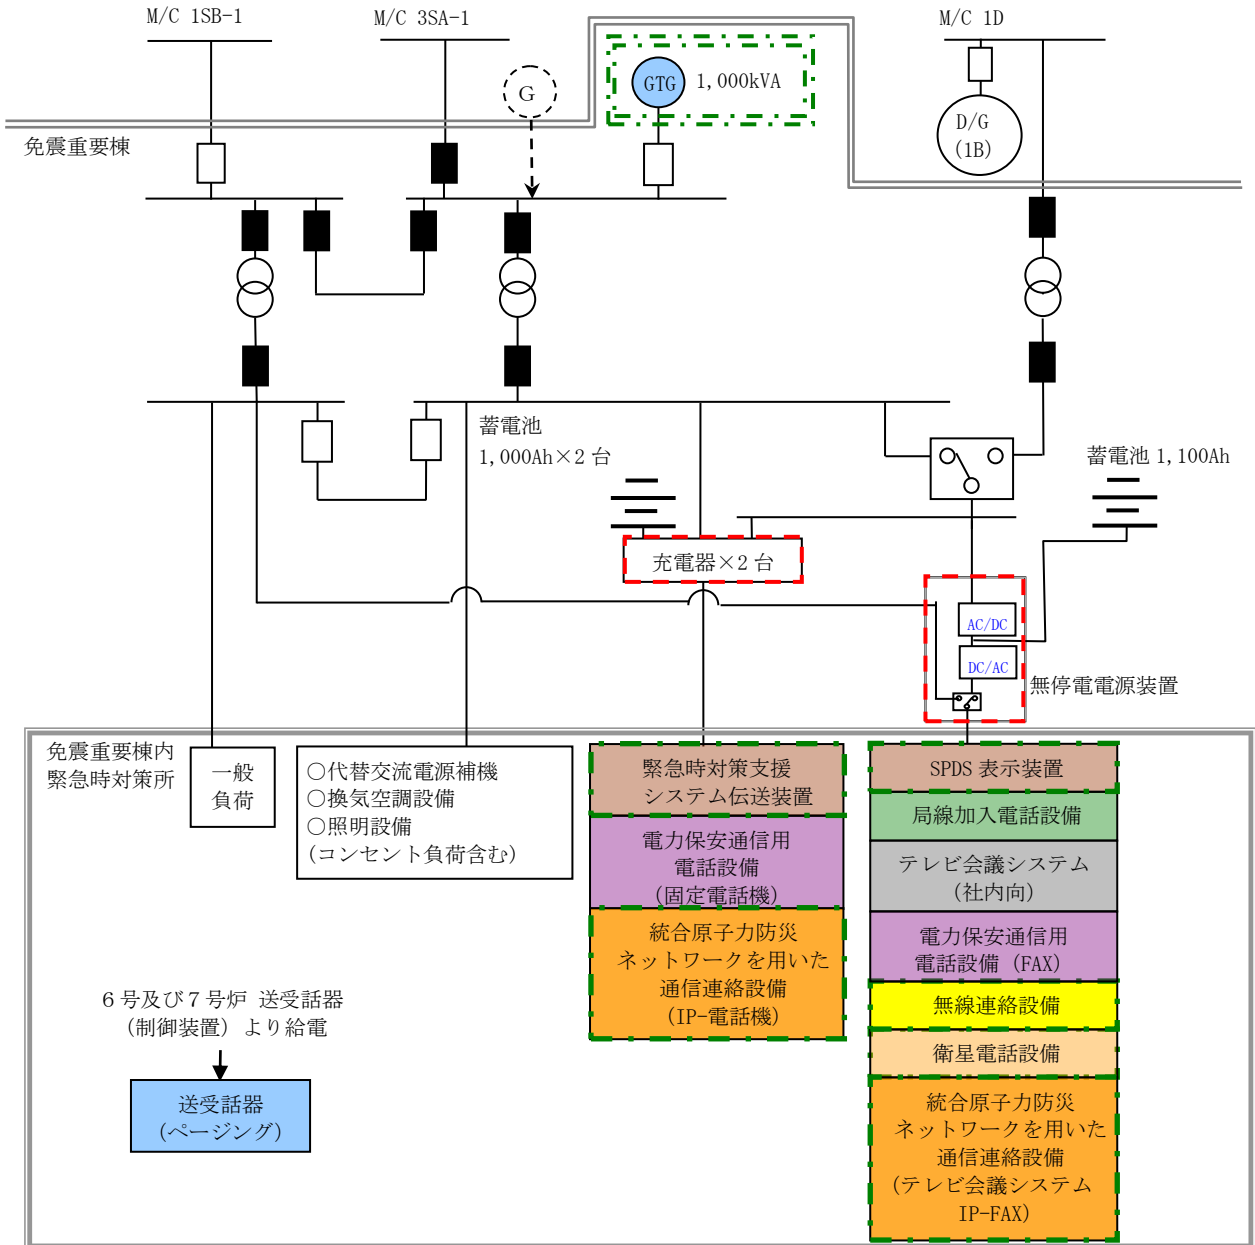 M/C 1SB-1
M/C 3SA-1
M/C 1D
G
GTG
1,000kVA
D/G
(1B)
免震重要棟
蓄電池
1,000Ah×2 台
蓄電池 1,100Ah
充電器×2 台
AC/DC
DC/AC
無停電電源装置
免震重要棟内
緊急時対策所
一般
負荷
○代替交流電源補機
○換気空調設備
○照明設備
(コンセント負荷含む)
緊急時対策支援
システム伝送装置
電力保安通信用
電話設備
(固定電話機)
統合原子力防災
ネットワークを用いた
通信連絡設備
(IP-電話機)
SPDS 表示装置
局線加入電話設備
テレビ会議システム
(社内向)
電力保安通信用
電話設備 (FAX)
無線連絡設備
衛星電話設備
統合原子力防災
ネットワークを用いた
通信連絡設備
(テレビ会議システム
IP-FAX)
6号及び7号炉 送受話器
(制御装置) より給電
送受話器
(ページング)